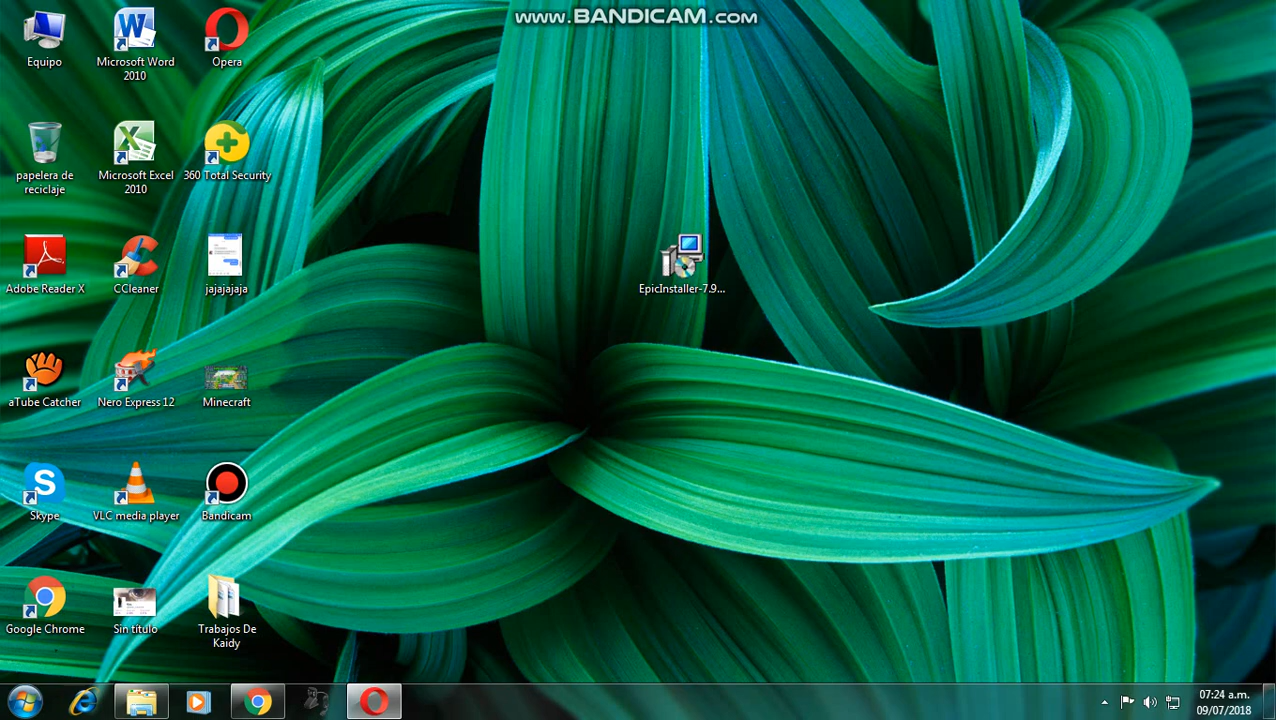 www.BANDICAM.com
Equipo
Microsoft Word
2010
Opera
papelera de
reciclaje
Microsoft Excel
2010
360 Total Security
Adobe Reader X
CCleaner
jajajajaja
EpicInstaller-7.9...
aTube Catcher
Nero Express 12
Minecraft
Skype
VLC media player
Bandicam
Google Chrome
Sin título
Trabajos De
Kaidy
07:24 a.m.
09/07/2018